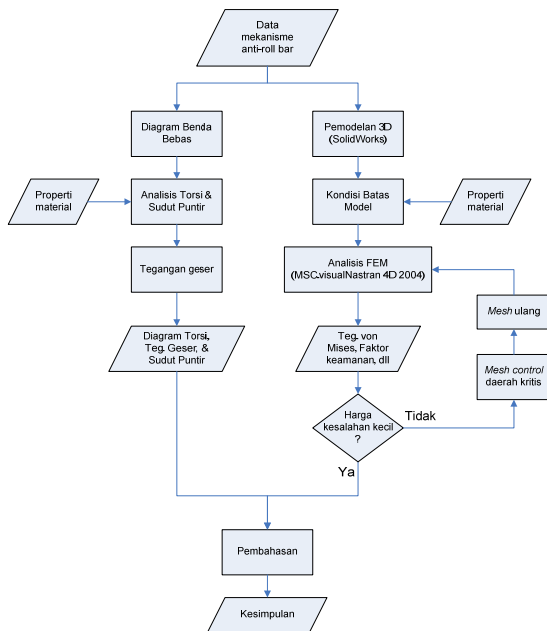 Data
mekanisme
anti-roll bar
Diagram Benda
Bebas
Pemodelan 3D
(SolidWorks)
Properti
material
Analisis Torsi &
Sudut Puntir
Kondisi Batas
Model
Properti
material
Tegangan geser
Analisis FEM
(MSC.visualNastran 4D 2004)
Mesh ulang
Diagram Torsi,
Teg. Geser, &
Sudut Puntir
Teg. von
Mises, Faktor
keamanan, dll
Mesh control
daerah kritis
Harga
kesalahan kecil
?
Tidak
Ya
Pembahasan
Kesimpulan